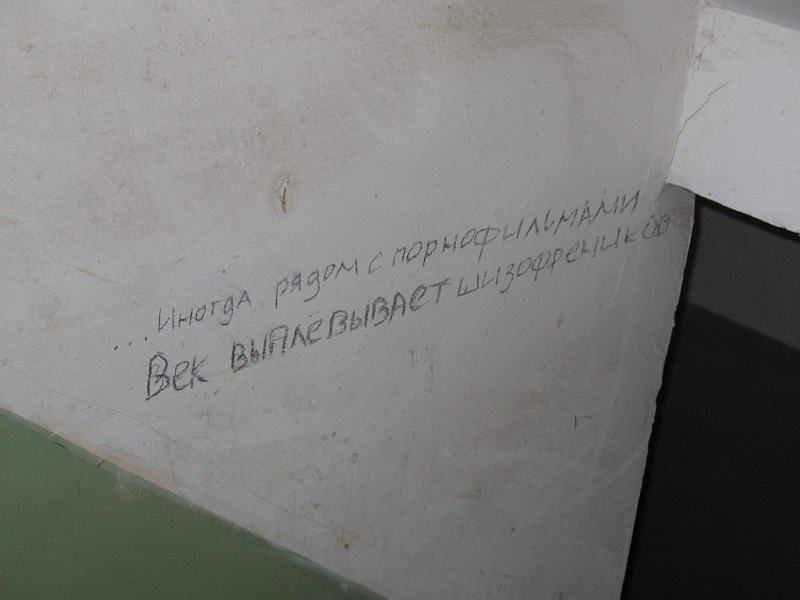 ...Иногда рядом с порнофильмами
Век выплёвывает шизофреников